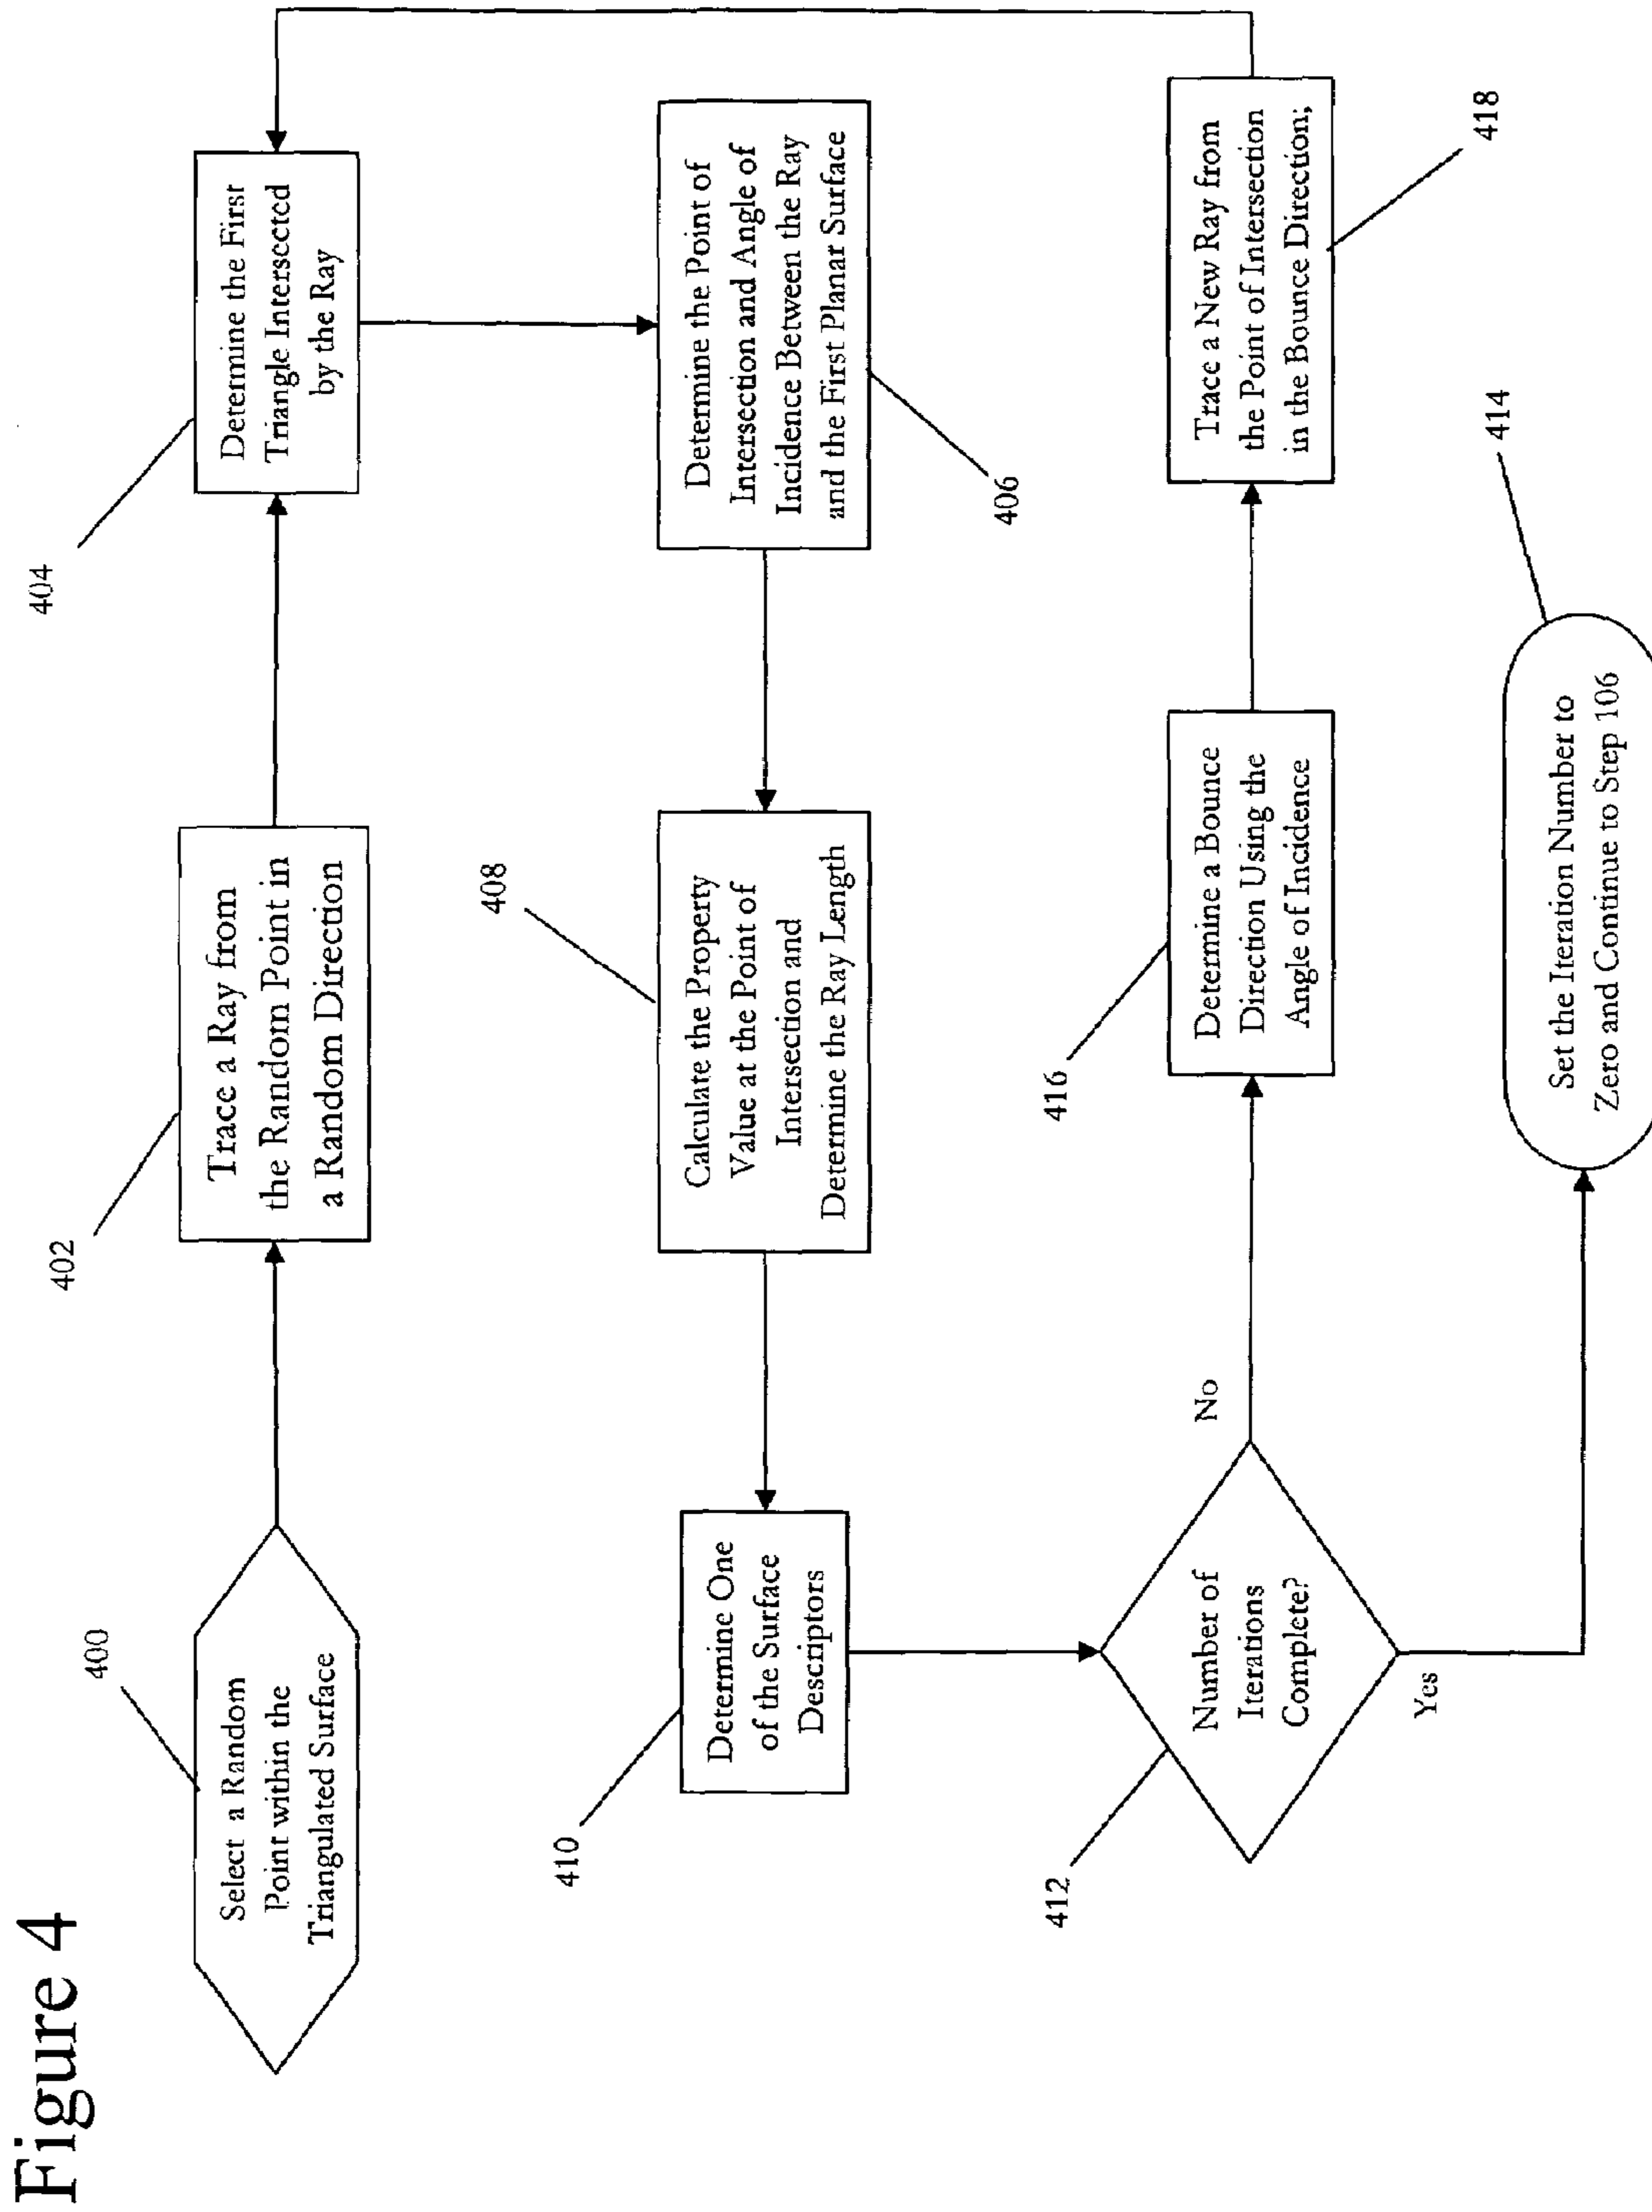 Figure 4
400
Select a Random
Point within the
Triangulated Surface
402
Trace a Ray from
the Random Point in
a Random Direction
404
Determine the First
Triangle Intersected
by the Ray
406
Determine the Point of
Intersection and Angle of
Incidence Between the Ray
and the First Planar Surface
408
Calculate the Property
Value at the Point of
Intersection and
Determine the Ray Length
410
Determine One
of the Surface
Descriptors
412
Number of
Iterations
Complete?
No
Yes
416
Determine a Bounce
Direction Using the
Angle of Incidence
418
Trace a New Ray from
the Point of Intersection
in the Bounce Direction;
414
Set the Iteration Number to
Zero and Continue to Step 106